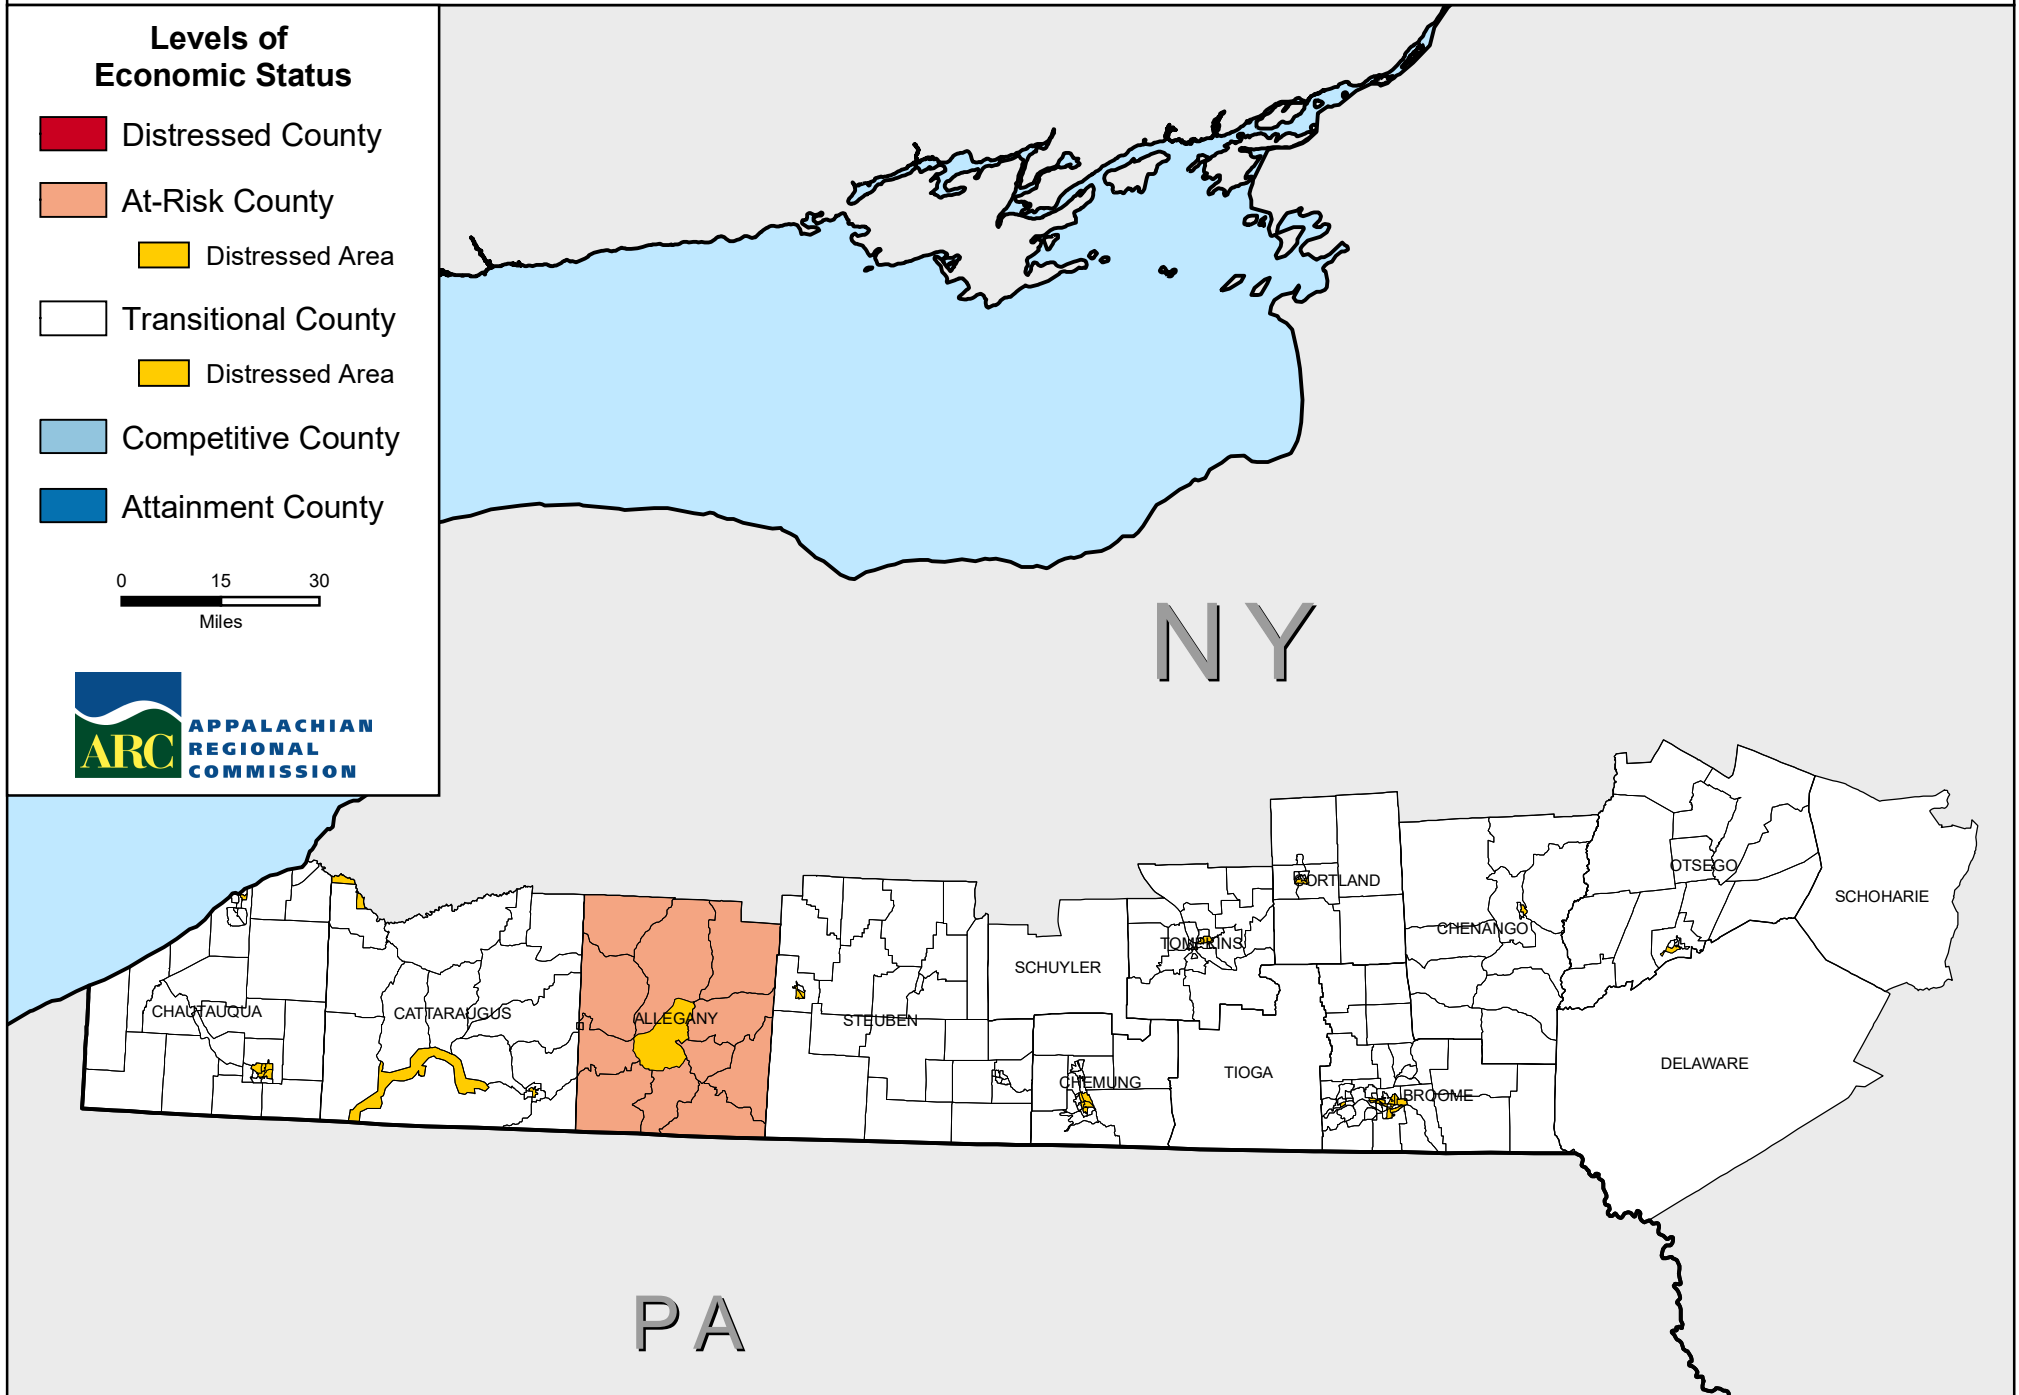 Levels of
Economic Status
Distressed County
At-Risk County
Distressed Area
Transitional County
Distressed Area
Competitive County
Attainment County
0 15 30
Miles
ARC
APPALACHIAN
REGIONAL
COMMISSION
NY
OTSEGO
CORTLAND
SCHOHARIE
CHENANGO
TOMPKINS
SCHUYLER
CHAUTAUQUA
CATTARAUGUS
ALLEGANY
STEUBEN
DELAWARE
TIOGA
CHEMUNG
BROOME
PA